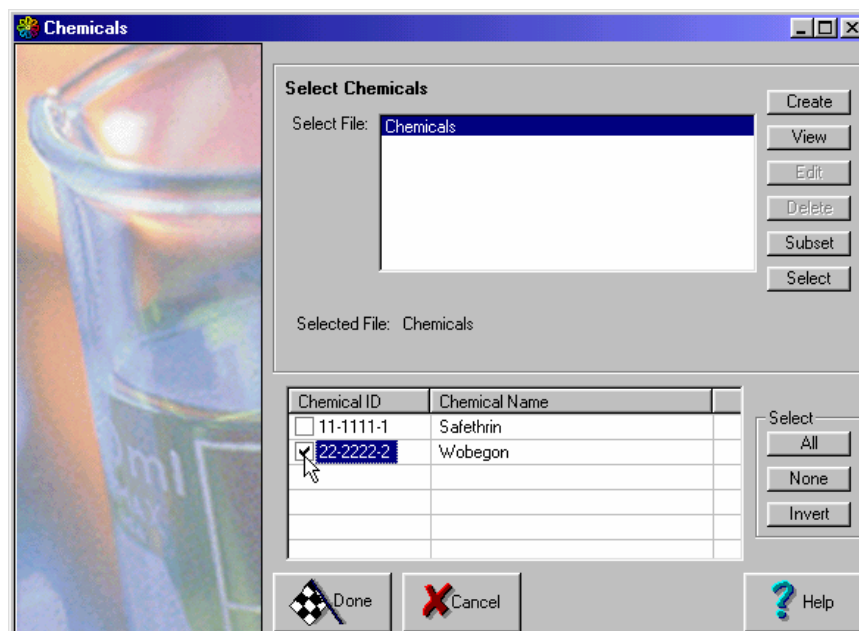 Chemicals
Select Chemicals
Select File: Chemicals
Create
View
Edit
Delete
Subset
Select
Selected File: Chemicals
Chemical ID Chemical Name
11-1111-1 Safethrin
22-2222-2 Wobegon
Select
All
None
Invert
Done Cancel Help
ml